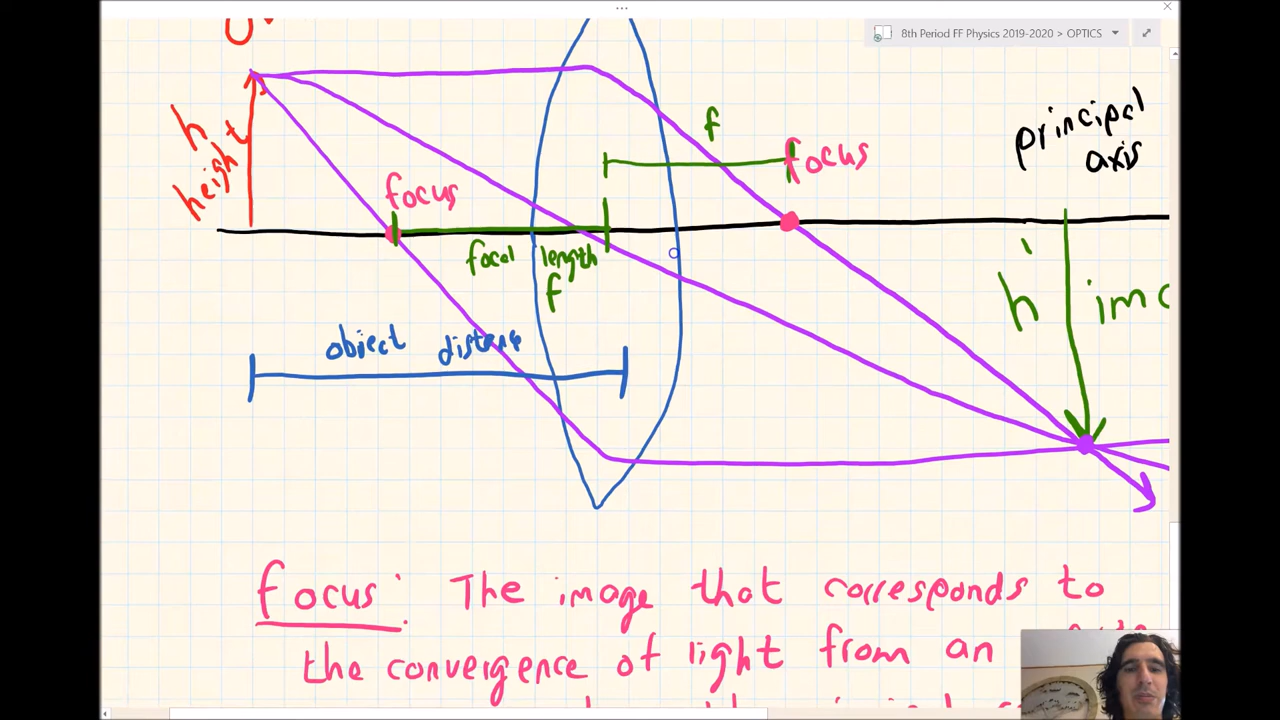 8th Period FF Physics 2019-2020 > OPTICS
h
height
f
focus
principal
axis
focus
focal length
f
h'
object distance
focus: The image that corresponds to
the convergence of light from an